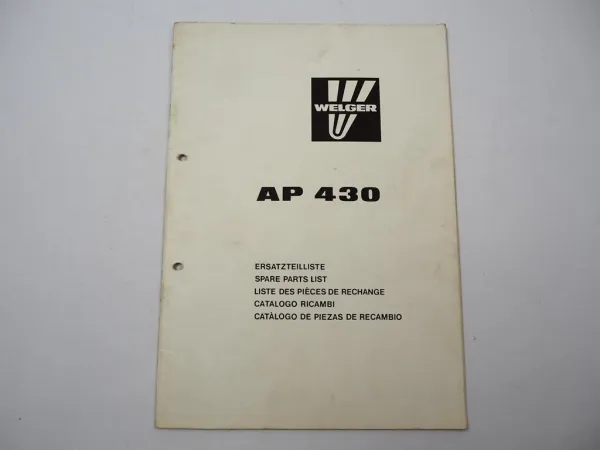 WELGER
AP 430
ERSATZTEILLISTE
SPARE PARTS LIST
LISTE DES PIÈCES DE RECHANGE
CATALOGO RICAMBI
CATÁLOGO DE PIEZAS DE RECAMBIO